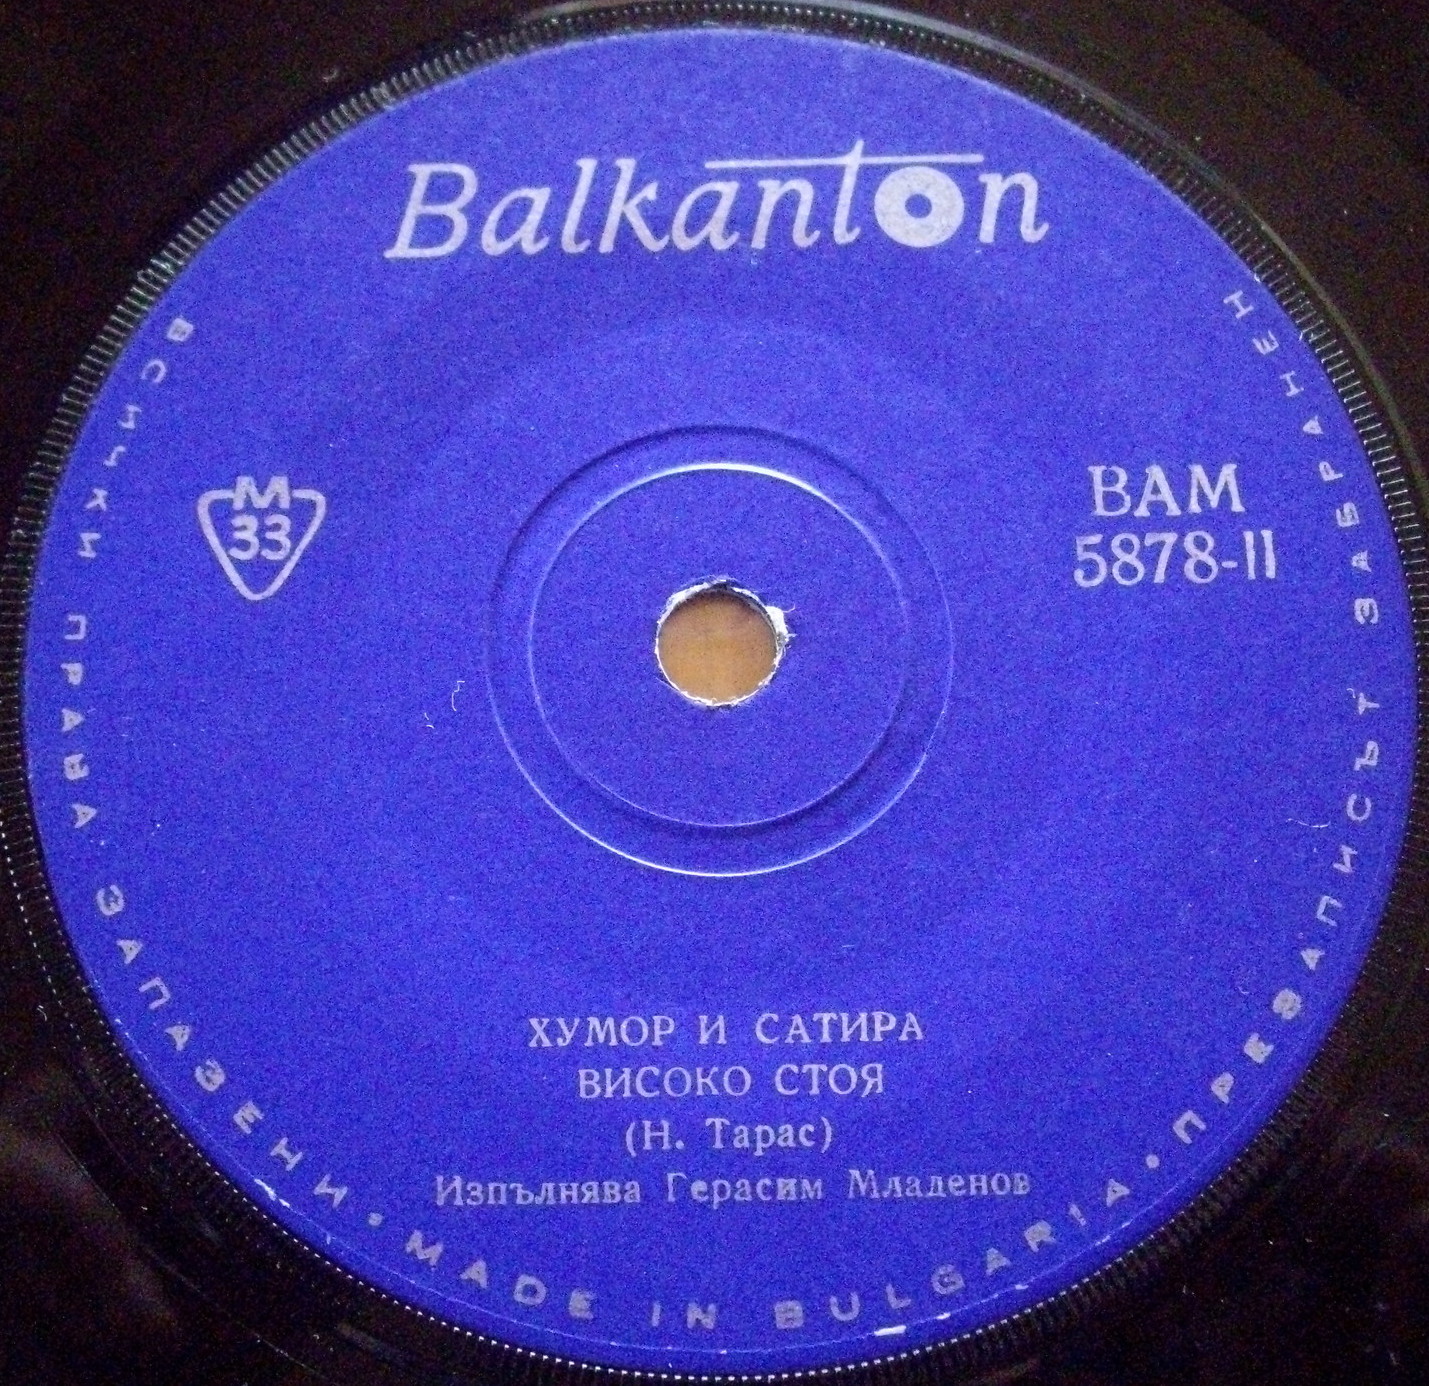 Balkanton
М
33
ВАМ
5878-II
ХУМОР И САТИРА
ВИСОКО СТОЯ
(Н. Тарас)
Изпълнява Герасим Младенов
ВСИЧКИ ПРАВА ЗАПАЗЕНИ • MADE IN BULGARIA • ПРЕЗАПИСЪТ ЗАБРАНЕН